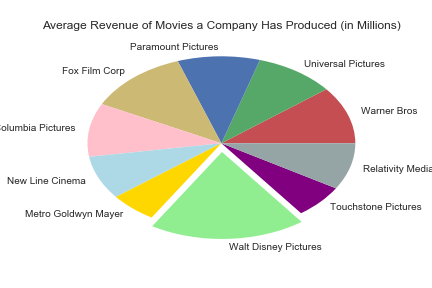 Average Revenue of Movies a Company Has Produced (in Millions)
Paramount Pictures
Universal Pictures
Fox Film Corp
Warner Bros
Columbia Pictures
Relativity Media
New Line Cinema
Touchstone Pictures
Metro Goldwyn Mayer
Walt Disney Pictures